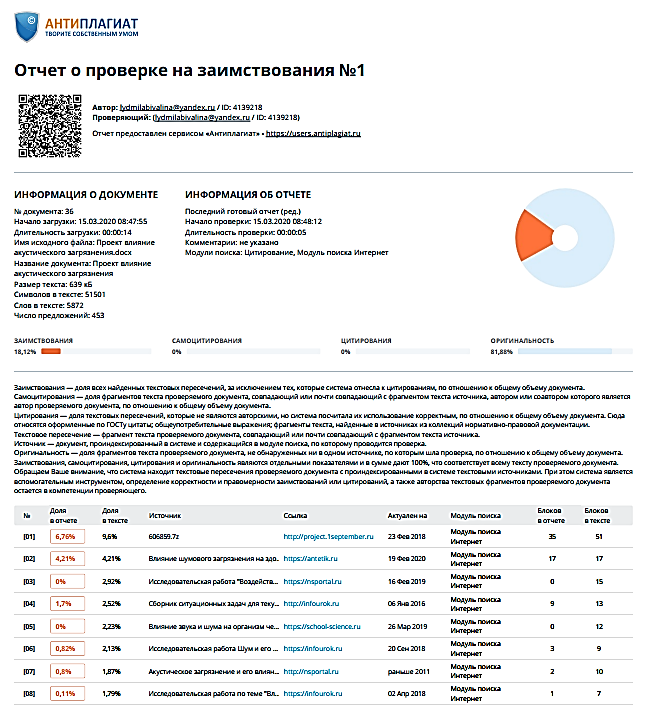 АНТИПЛАГИАТ
ТВОРИТЕ СОБСТВЕННЫМ УМОМ
Отчет о проверке на заимствования №1
Автор: lydmilabivalina@yandex.ru / ID: 4139218
Проверяющий: (lydmilabivalina@yandex.ru / ID: 4139218)
Отчет предоставлен сервисом «Антиплагиат» - https://users.antiplagiat.ru
ИНФОРМАЦИЯ О ДОКУМЕНТЕ
№ документа: 36
Начало загрузки: 15.03.2020 08:47:55
Длительность загрузки: 00:00:14
Имя исходного файла: Проект влияние
акустического загрязнения.docx
Название документа: Проект влияние
акустического загрязнения
Размер текста: 639 кб
Cимволов в тексте: 51501
Слов в тексте: 5872
Число предложений: 453
ИНФОРМАЦИЯ ОБ ОТЧЕТЕ
Последний готовый отчет (ред.)
Начало проверки: 15.03.2020 08:48:12
Длительность проверки: 00:00:05
Комментарии: не указано
Модули поиска: Цитирование, Модуль поиска Интернет
ЗАИМСТВОВАНИЯ
18,12%
САМОЦИТИРОВАНИЯ
0%
ЦИТИРОВАНИЯ
0%
ОРИГИНАЛЬНОСТЬ
81,88%
Заимствования — доля всех найденных текстовых пересечений, за исключением тех, которые система отнесла к цитированиям, по отношению к общему объему документа.
Самоцитирования — доля фрагментов текста проверяемого документа, совпадающий или почти совпадающий с фрагментом текста источника, автором или соавтором которого является
автор проверяемого документа, по отношению к общему объему документа.
Цитирования — доля текстовых пересечений, которые не являются авторскими, но система посчитала их использование корректным, по отношению к общему объему документа. Сюда
относятся оформленные по ГОСТу цитаты; общеупотребительные выражения; фрагменты текста, найденные в источниках из коллекций нормативно-правовой документации.
Текстовое пересечение — фрагмент текста проверяемого документа, совпадающий или почти совпадающий с фрагментом текста источника.
Источник — документ, проиндексированный в системе и содержащийся в модуле поиска, по которому проводится проверка.
Оригинальность — доля фрагментов текста проверяемого документа, не обнаруженных ни в одном источнике, по которым шла проверка, по отношению к общему объему документа.
Заимствования, самоцитирования, цитирования и оригинальность являются отдельными показателями и в сумме дают 100%, что соответствует всему тексту проверяемого документа.
Обращаем Ваше внимание, что система находит текстовые пересечения проверяемого документа с проиндексированными в системе текстовыми источниками. При этом система является
вспомогательным инструментом, определение корректности и правомерности заимствований или цитирований, а также авторства текстовых фрагментов проверяемого документа
остается в компетенции проверяющего.
№ Доля в отчете Доля в тексте Источник Ссылка Актуален на Модуль поиска Блоков в отчете Блоков в тексте
[01] 6,76% 9,6% 606859.7z http://project.1september.ru 23 Фев 2018 Модуль поиска Интернет 35 51
[02] 4,21% 4,21% Влияние шумового загрязнения на здо... https://antetik.ru 19 Фев 2020 Модуль поиска Интернет 17 17
[03] 0% 2,92% Исследовательская работа "Воздейств... https://nsportal.ru 16 Фев 2019 Модуль поиска Интернет 0 15
[04] 1,7% 2,52% Сборник ситуационных задач для теку... http://infourok.ru 06 Янв 2016 Модуль поиска Интернет 9 13
[05] 0% 2,23% Влияние звука и шума на организм че... https://school-science.ru 26 Мар 2019 Модуль поиска Интернет 0 12
[06] 0,82% 2,13% Исследовательская работа Шум и его ... https://infourok.ru 20 Сен 2018 Модуль поиска Интернет 3 9
[07] 0,8% 1,87% Акустическое загрязнение и его влиян... http://nsportal.ru раньше 2011 Модуль поиска Интернет 2 10
[08] 0,11% 1,79% Исследовательская работа по теме "Вл... https://infourok.ru 02 Апр 2018 Модуль поиска Интернет 1 7